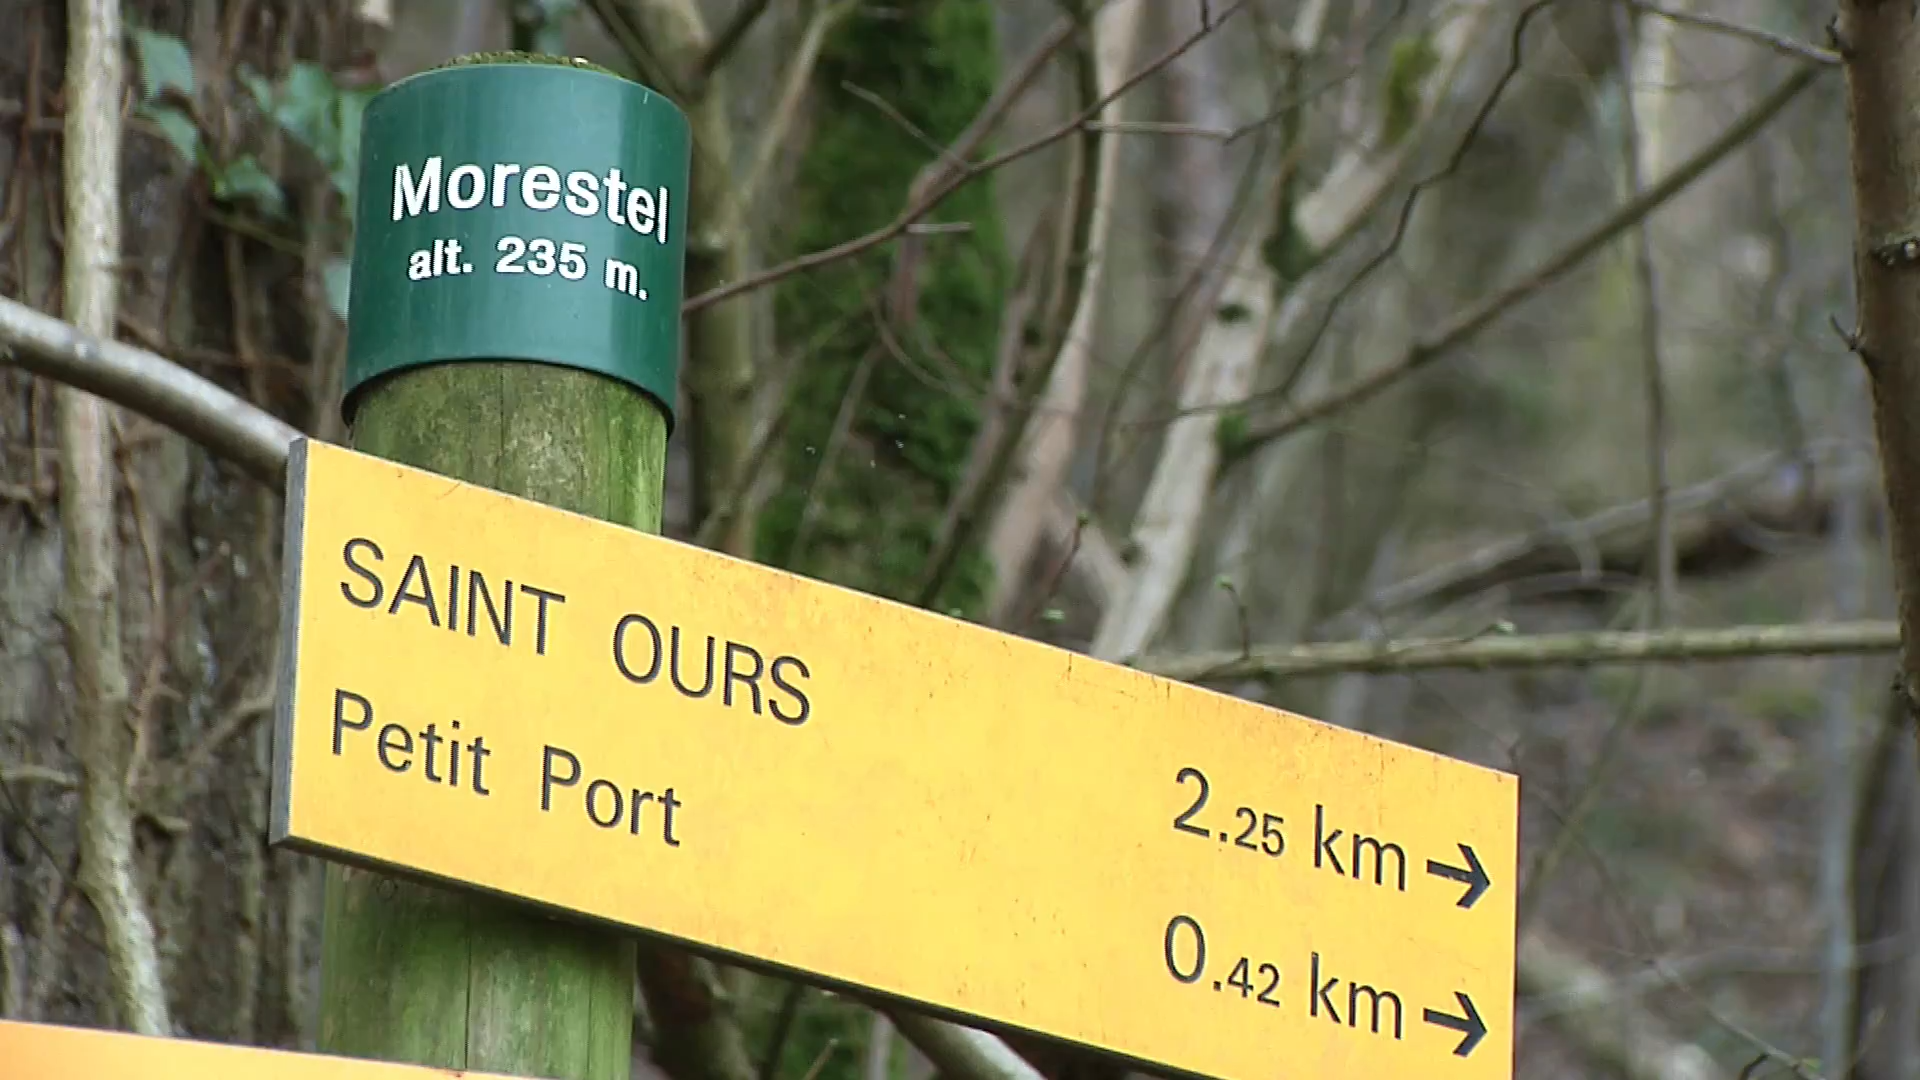 Morestel
alt. 235 m.
SAINT OURS 2.25 km →
Petit Port 0.42 km →